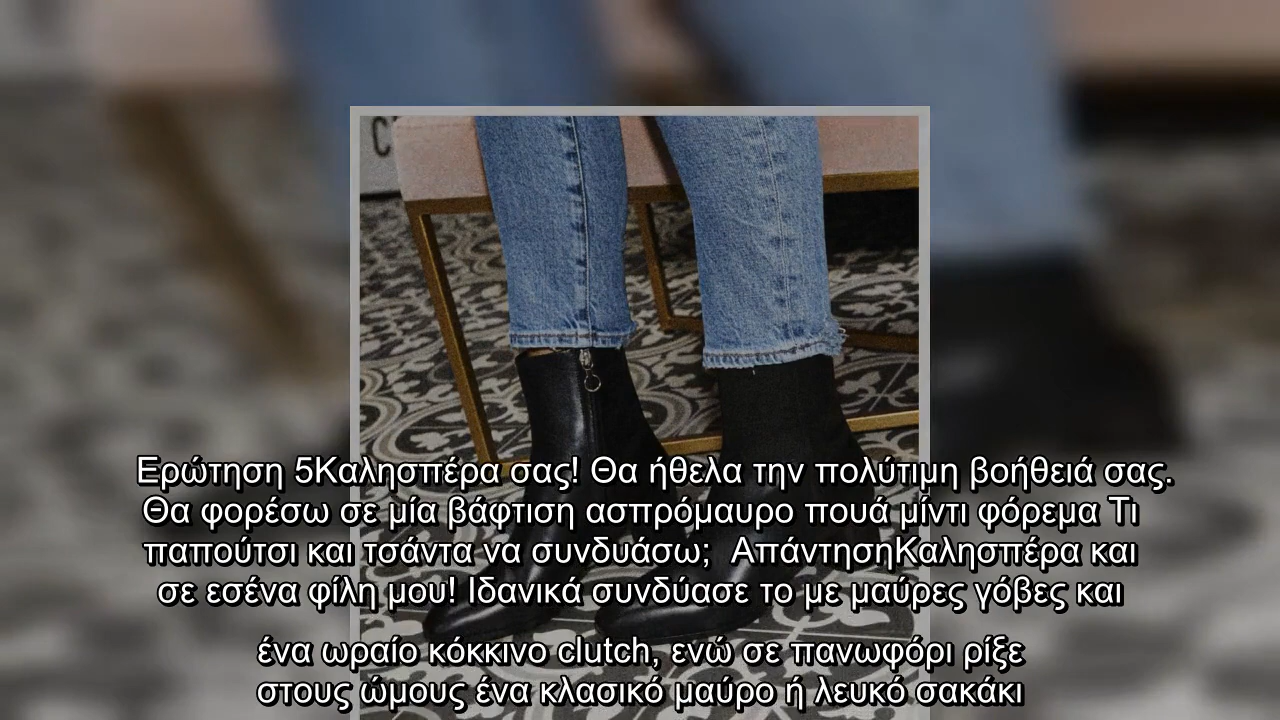 Ερώτηση 5Καλησπέρα σας! Θα ήθελα την πολύτιμη βοήθειά σας.
Θα φορέσω σε μία βάφτιση ασπρόμαυρο πουά μίντι φόρεμα Τι
παπούτσι και τσάντα να συνδυάσω;  ΑπάντησηΚαλησπέρα και
σε εσένα φίλη μου! Ιδανικά συνδύασε το με μαύρες γόβες και
ένα ωραίο κόκκινο clutch, ενώ σε πανωφόρι ρίξε
στους ώμους ένα κλασικό μαύρο ή λευκό σακάκι